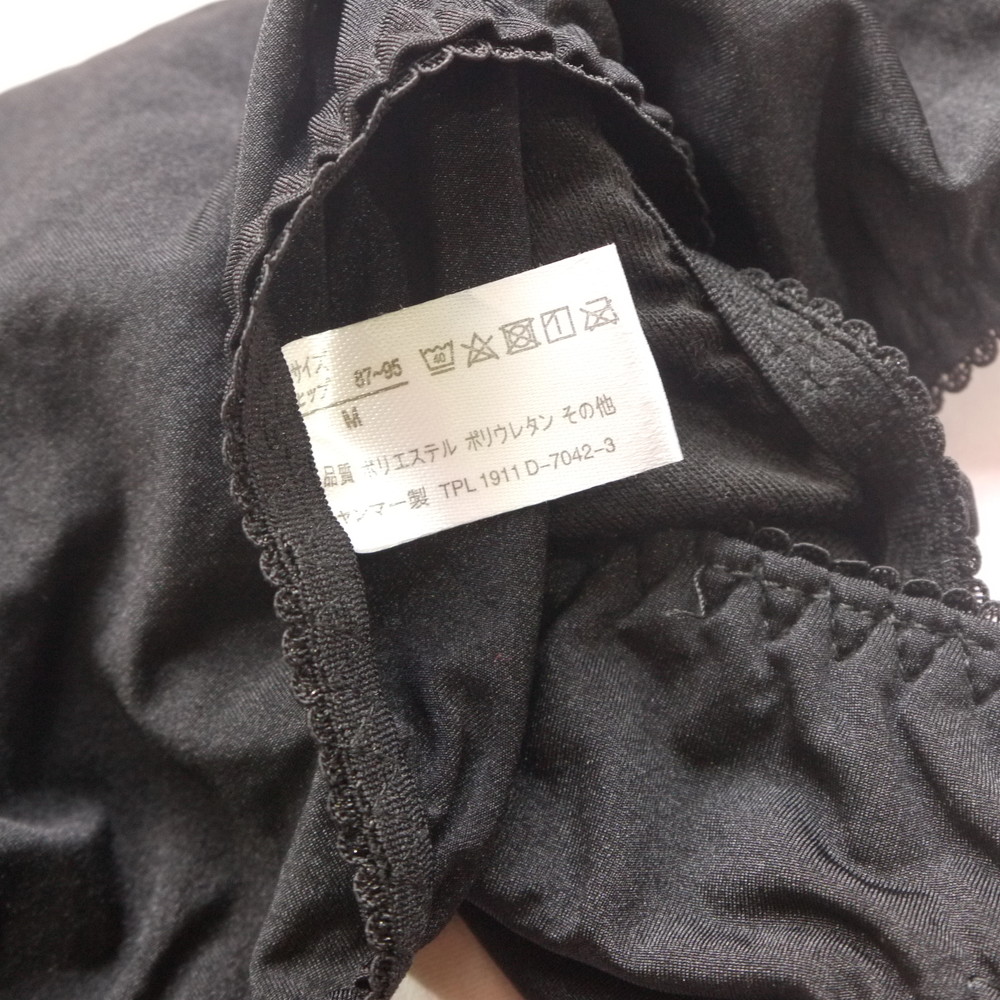 サイズ
ヒップ 87~95
M
40
品質 ポリエステル ポリウレタン その他
ャンマー製 TPL 1911 D-7042-3